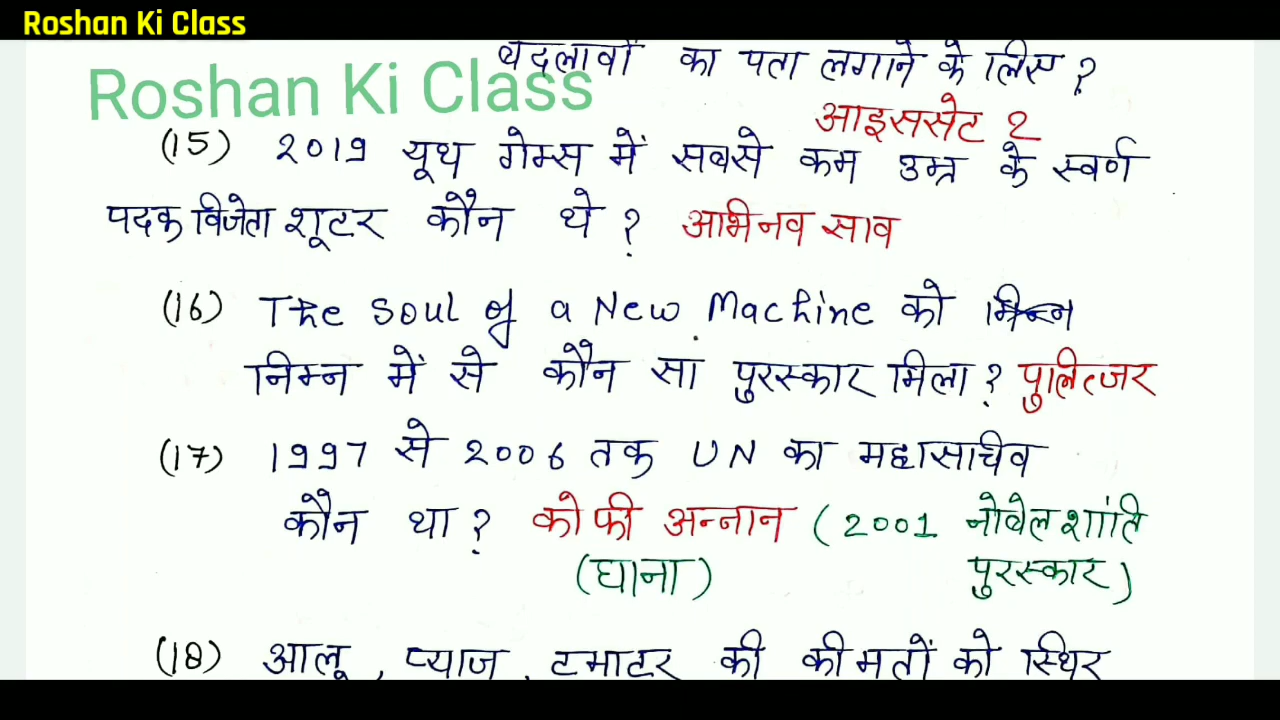 Roshan Ki Class
बदलावों का पता लगाने के लिए ?
Roshan Ki Class
आइससेट 2
(15) 2019 यूथ गेम्स में सबसे कम उम्र के स्वर्ण
पदक विजेता शूटर कौन थे ? अभिनव साव
(16) The Soul of a New Machine को
निम्न में से कौन सा पुरस्कार मिला ? पुलित्जर
(17) 1997 से 2006 तक UN का महासचिव
कौन था ? कोफी अन्नान ( 2001 नोबेल शांति
(घाना) पुरस्कार )
(18) आलू , प्याज , टमाटर की कीमतों को स्थिर